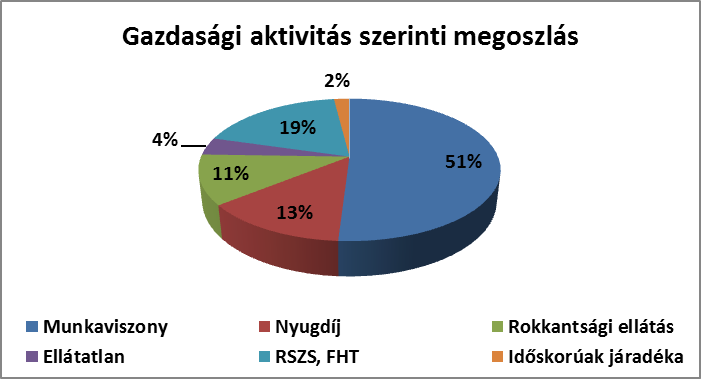 Gazdasági aktivitás szerinti megoszlás
2%
19%
4%
51%
11%
13%
Munkaviszony Nyugdíj Rokkantsági ellátás
Ellátatlan RSZS, FHT Időskorúak járadéka